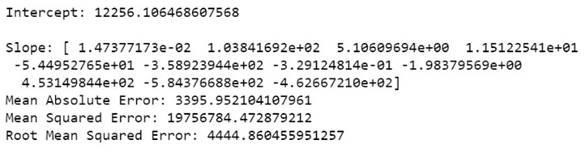 Intercept: 12256.106468607568
Slope: [ 1.47377173e-02 1.03841692e+02 5.10609694e+00 1.15122541e+01
-5.44952765e+01 -3.58923944e+02 -3.29124814e-01 -1.98379569e+00
4.53149844e+02 -5.84376688e+02 -4.62667210e+02]
Mean Absolute Error: 3395.952104107961
Mean Squared Error: 19756784.472879212
Root Mean Squared Error: 4444.860455951257